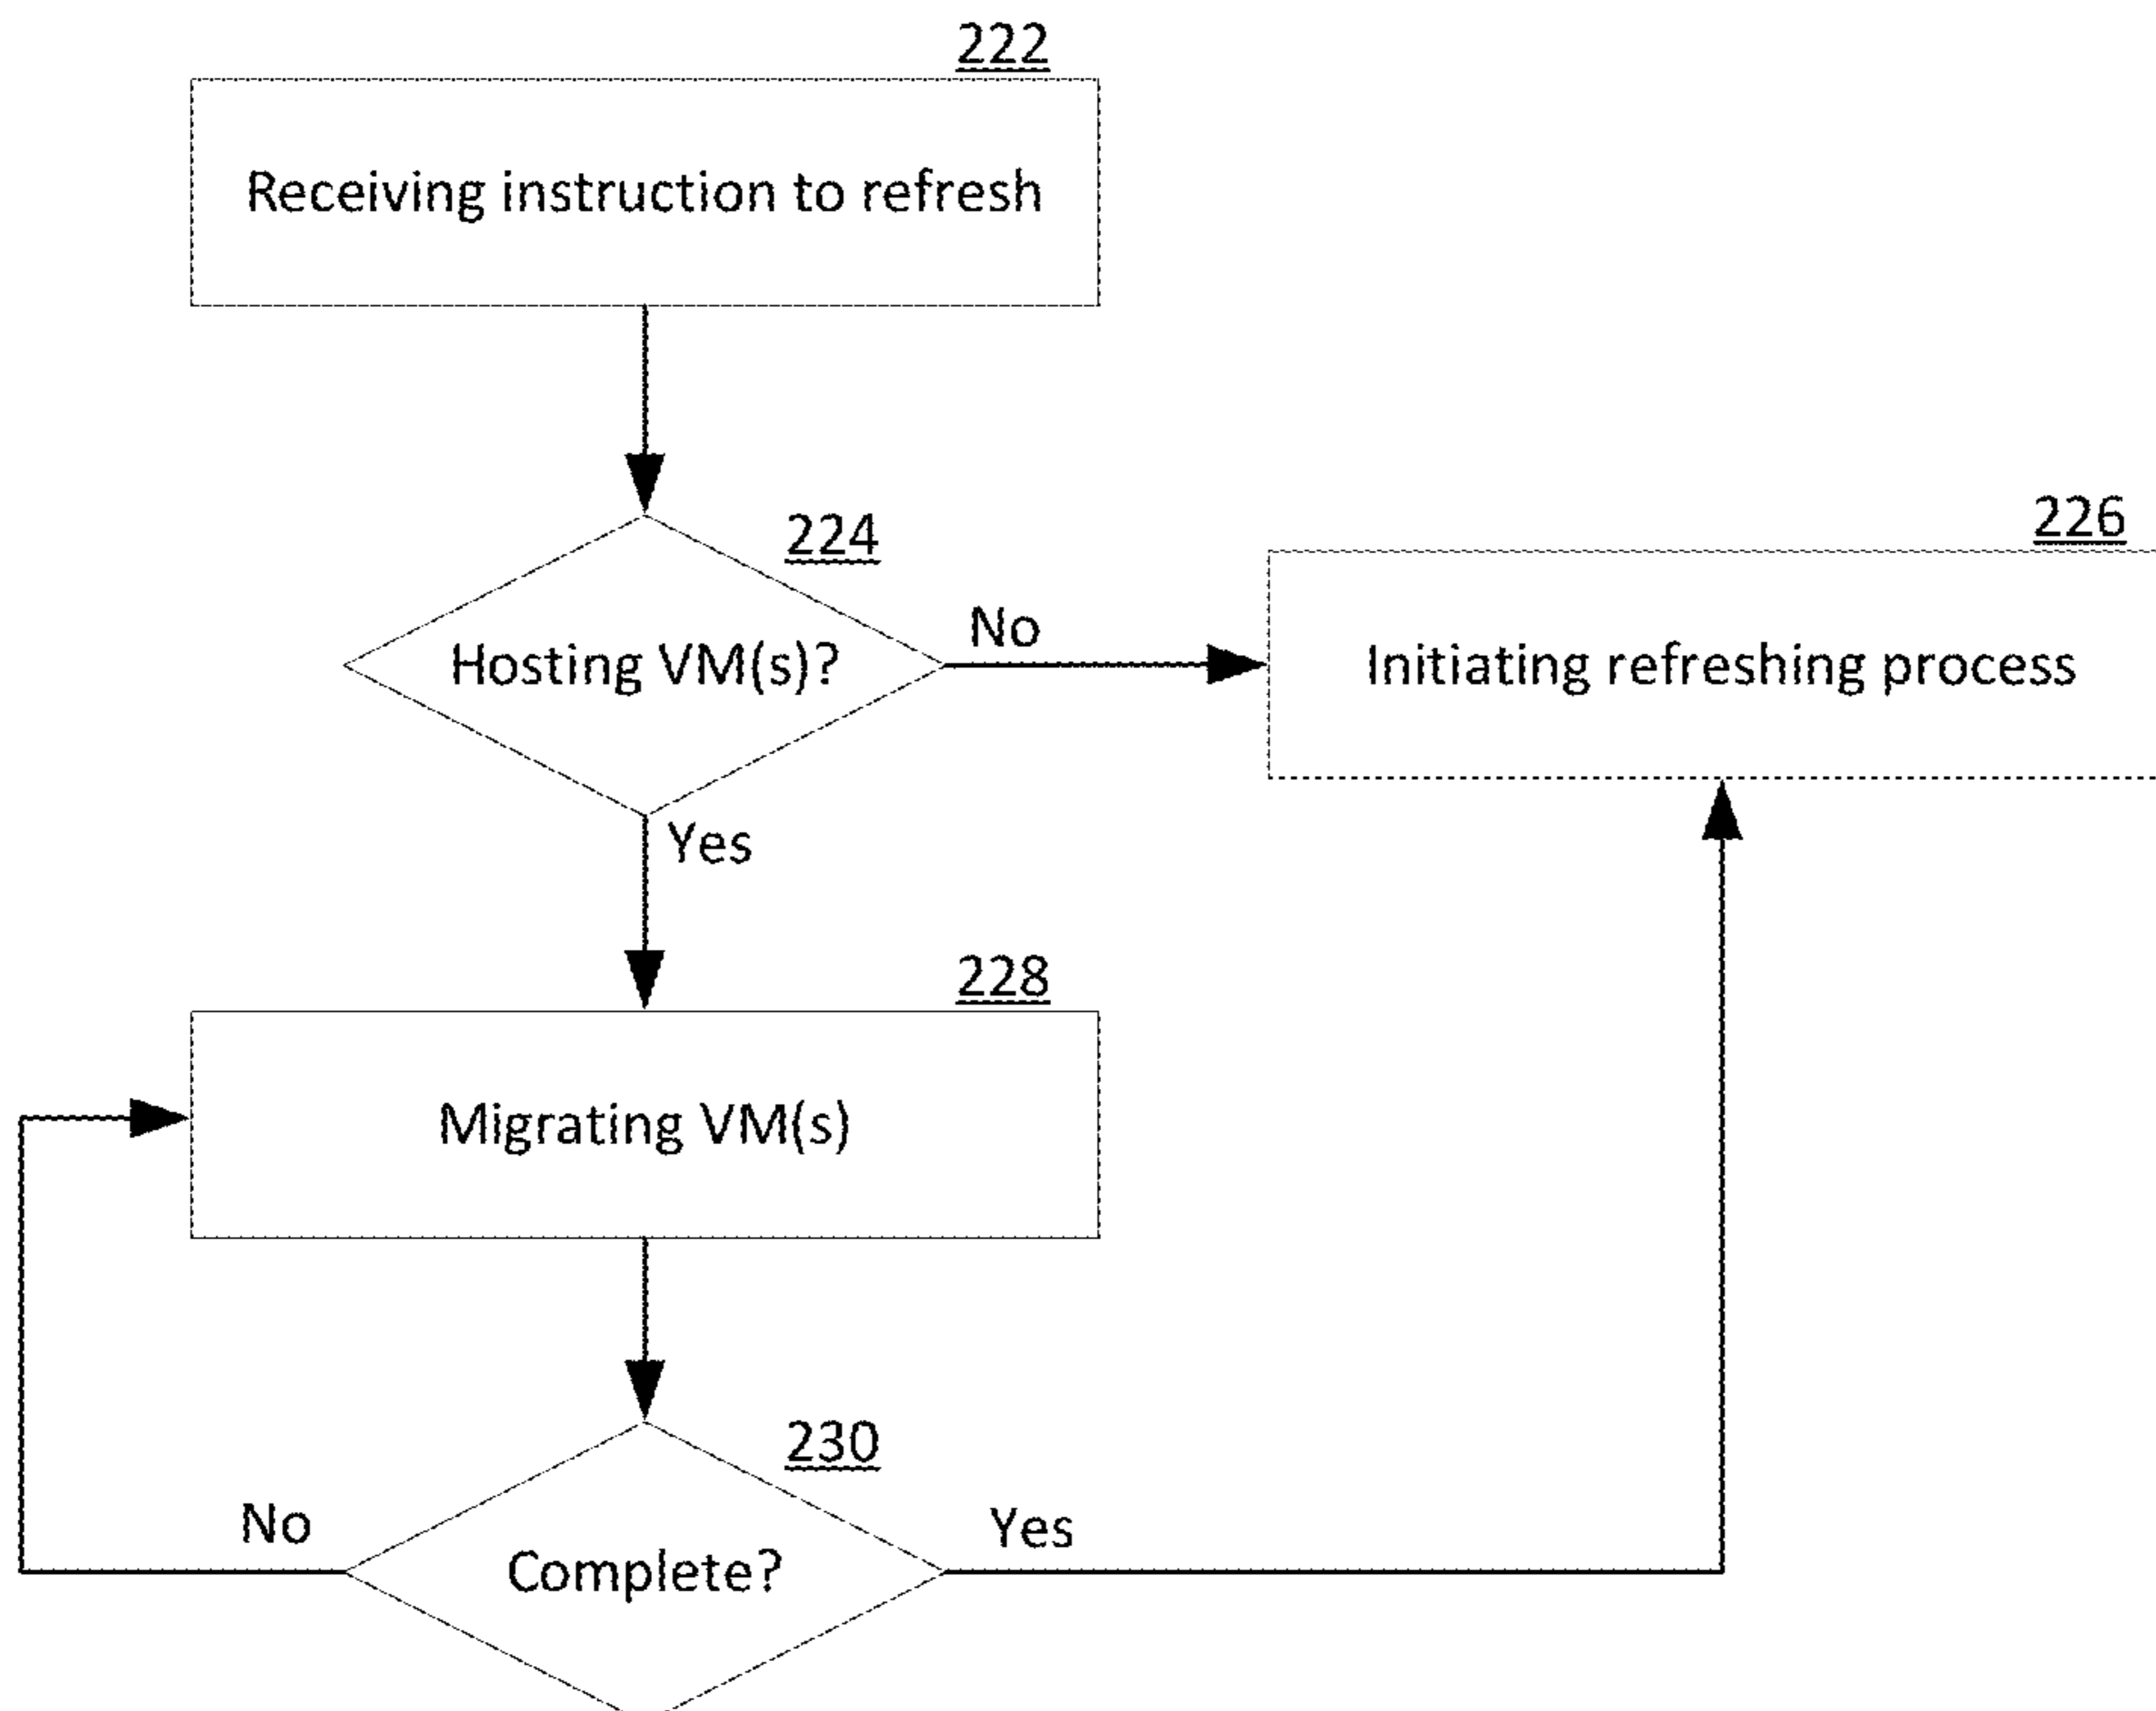 222
Receiving instruction to refresh
224
Hosting VM(s)?
No
226
Initiating refreshing process
Yes
228
Migrating VM(s)
230
No
Complete?
Yes